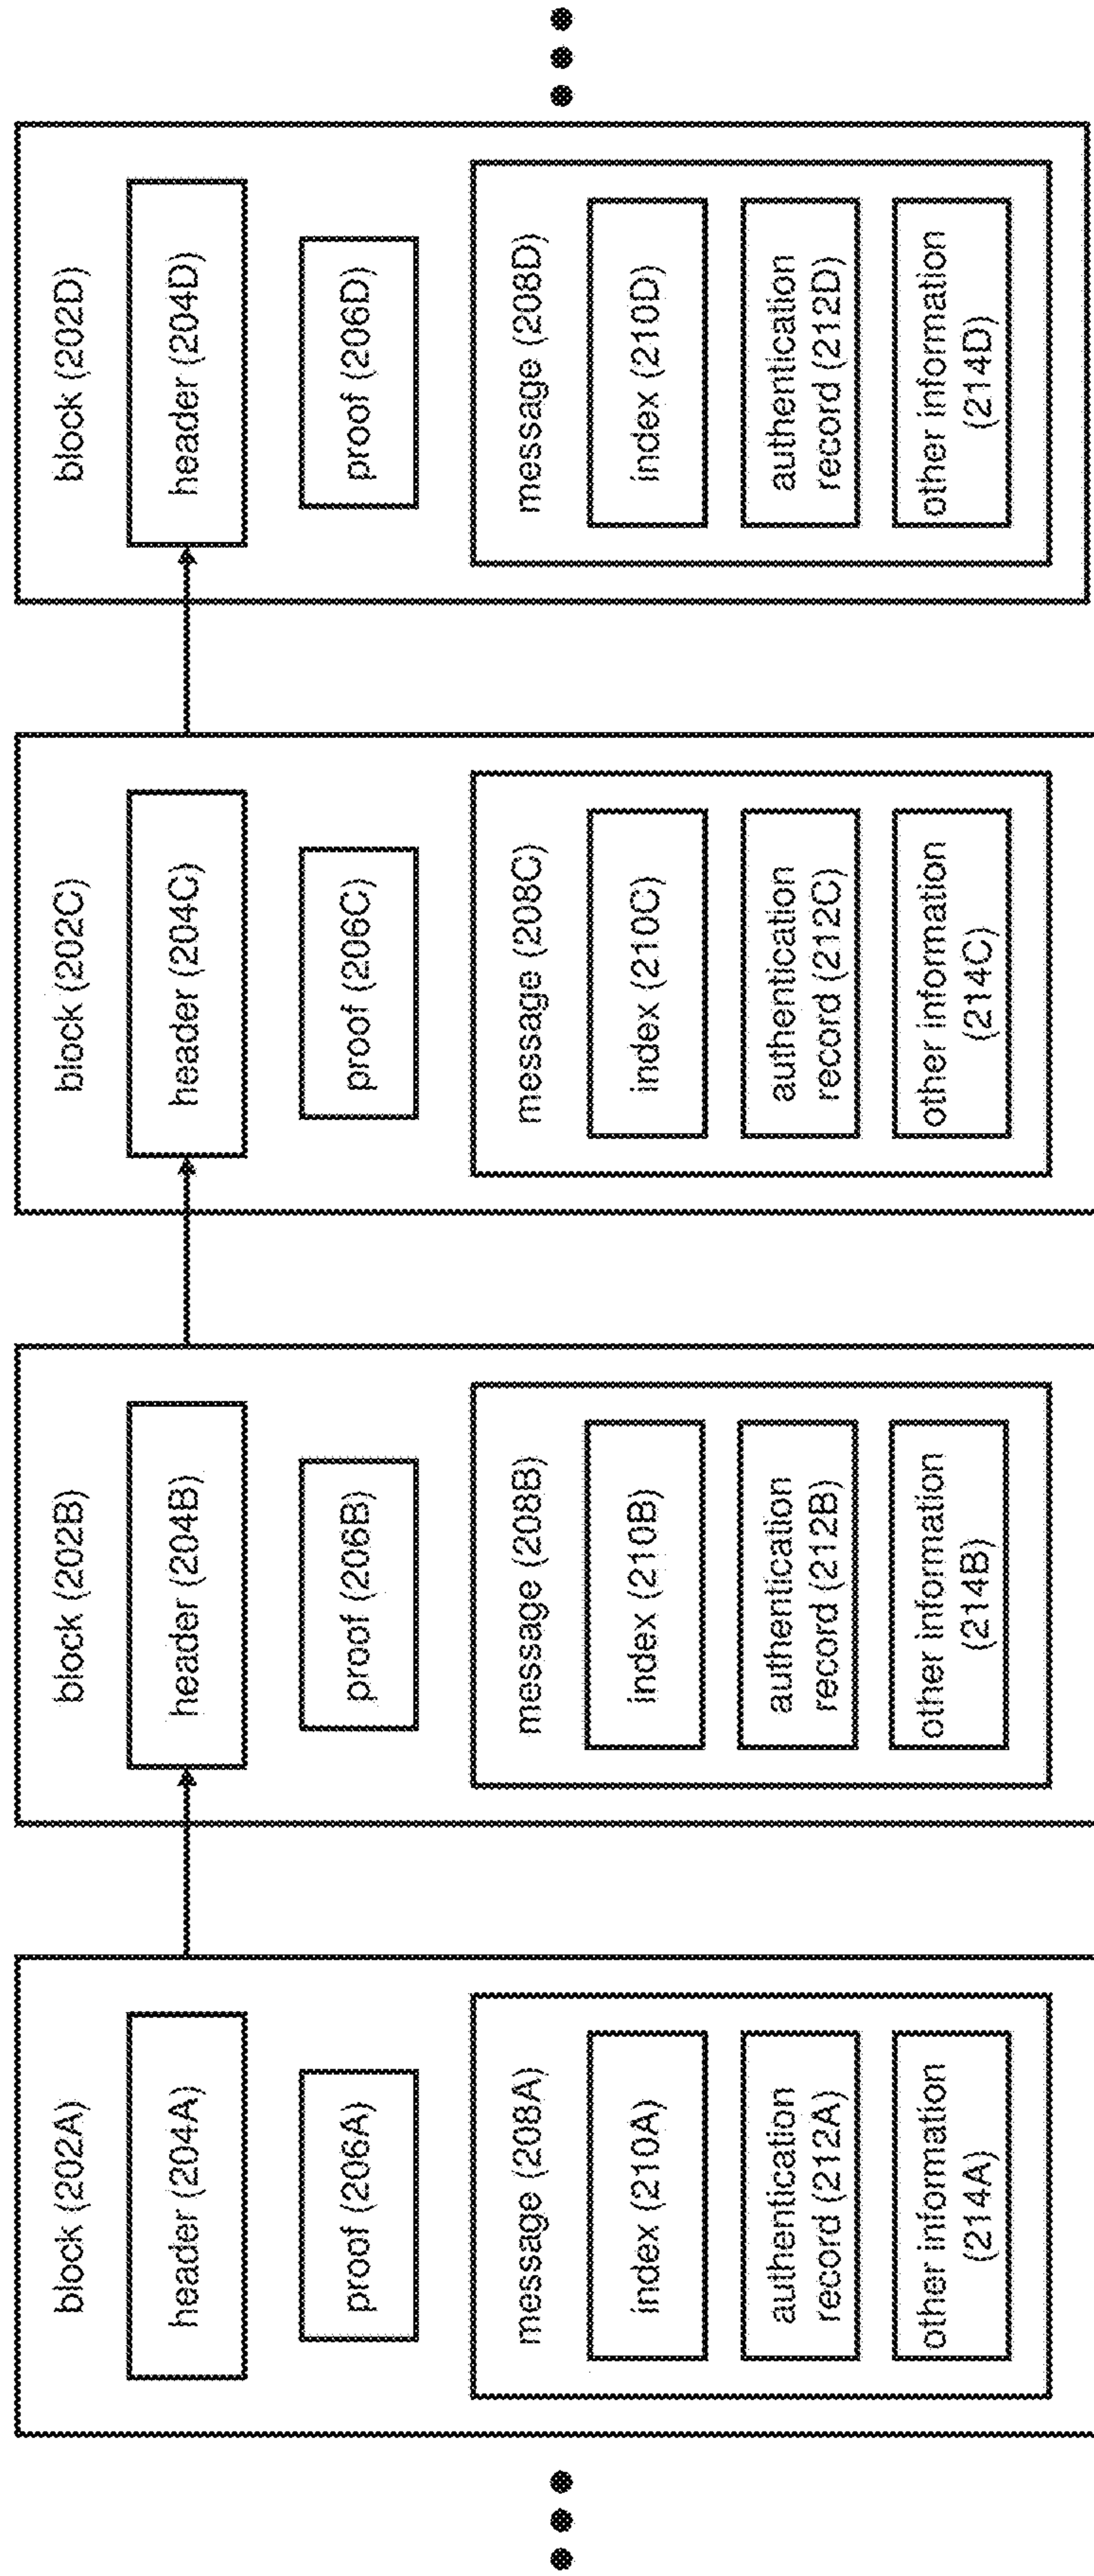 block (202A)
header (204A)
proof (206A)
message (208A)
index (210A)
authentication
record (212A)
other information
(214A)
block (202B)
header (204B)
proof (206B)
message (208B)
index (210B)
authentication
record (212B)
other information
(214B)
block (202C)
header (204C)
proof (206C)
message (208C)
index (210C)
authentication
record (212C)
other information
(214C)
block (202D)
header (204D)
proof (206D)
message (208D)
index (210D)
authentication
record (212D)
other information
(214D)